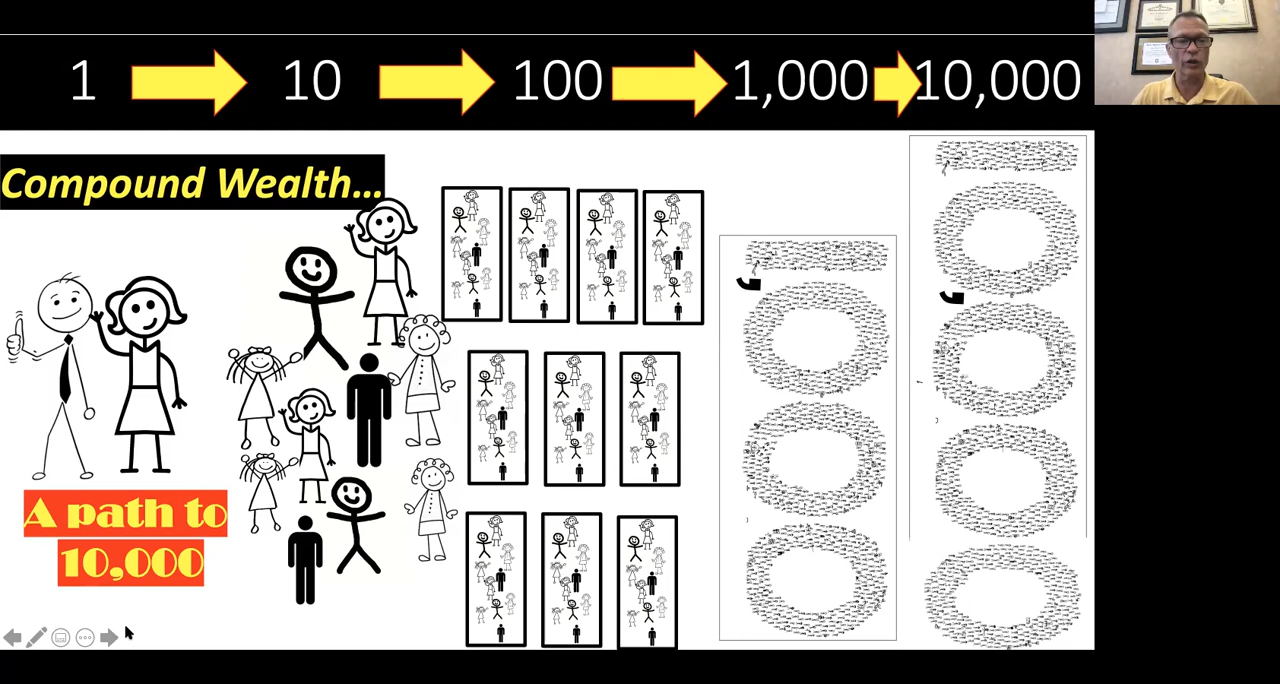 1 10 100 1,000 10,000
Compound Wealth...
A path to
10,000